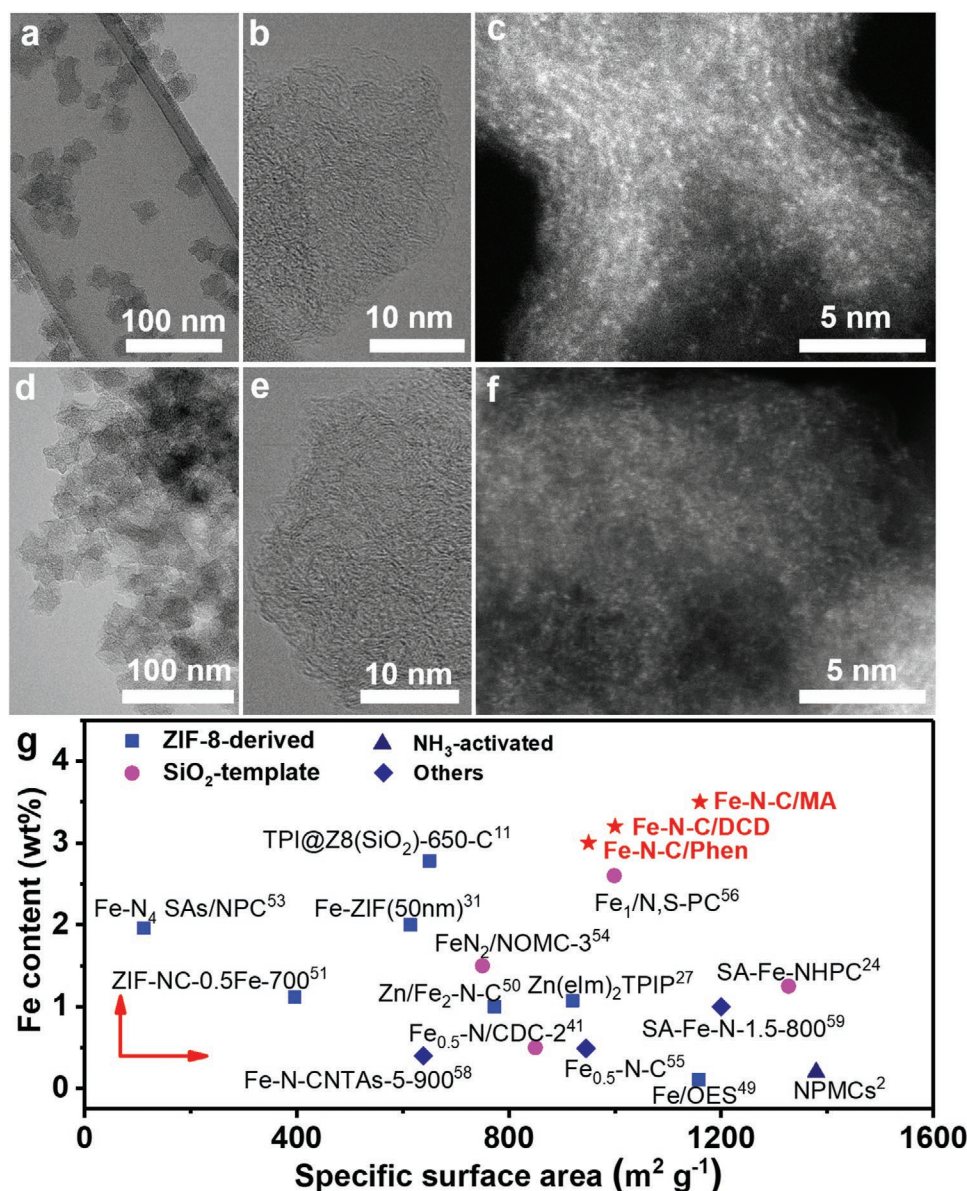 a
b
c
100 nm
10 nm
5 nm
d
e
f
100 nm
10 nm
5 nm
g
ZIF-8-derived
NH₃-activated
SiO₂-template
Others
Fe-N-C/MA
Fe-N-C/DCD
Fe-N-C/Phen
TPI@Z8(SiO₂)-650-C¹¹
Fe₁/N,S-PC⁵⁶
Fe-N₄ SAs/NPC⁵³
Fe-ZIF(50nm)³¹
FeN₂/NOMC-3⁵⁴
ZIF-NC-0.5Fe-700⁵¹
Zn/Fe₂-N-C⁵⁰
Zn(eIm)₂TPIP²⁷
SA-Fe-NHPC²⁴
Fe₀.₅-N/CDC-2⁴¹
SA-Fe-N-1.5-800⁵⁹
Fe-N-CNTAs-5-900⁵⁸
Fe₀.₅-N-C⁵⁵
Fe/OES⁴⁹
NPMCs²
Fe content (wt%)
4
3
2
1
0
0
400
800
1200
1600
Specific surface area (m² g⁻¹)